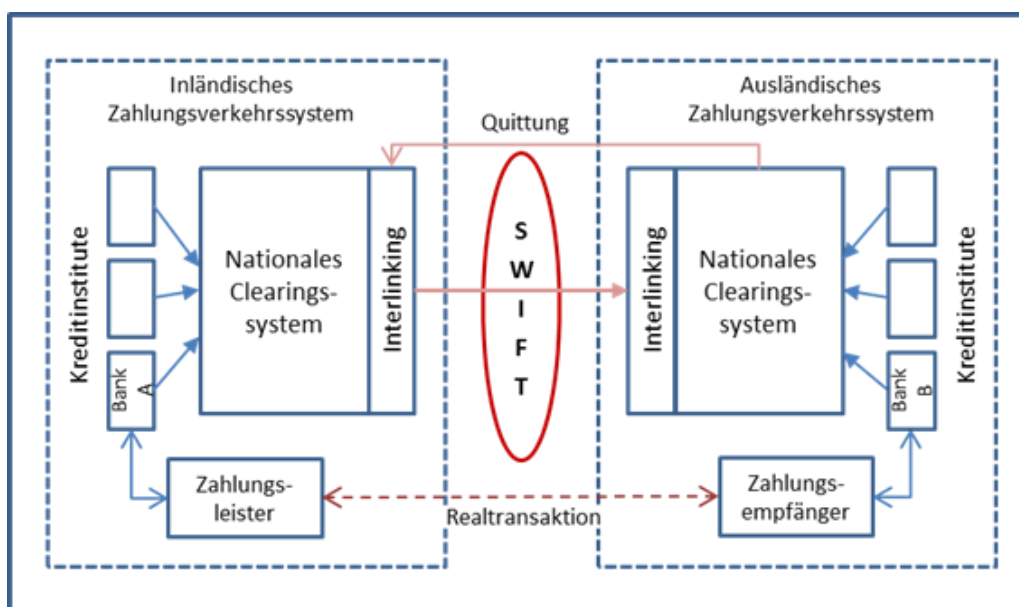 Inländisches
Zahlungsverkehrssystem
Ausländisches
Zahlungsverkehrssystem
Quittung
Kreditinstitute
Bank
A
Nationales
Clearings-
system
Interlinking
S
W
I
F
T
Interlinking
Nationales
Clearings-
system
Bank
B
Kreditinstitute
Zahlungs-
leister
Realtransaktion
Zahlungs-
empfänger